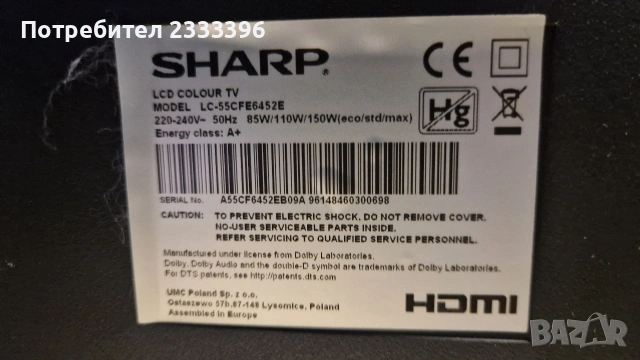 Потребител 2333396
SHARP®
CE
LCD COLOUR TV
MODEL LC-55CFE6452E
220-240V~ 50Hz 85W/110W/150W(eco/std/max)
Energy class: A+
Hg
SERIAL No. A55CF6452EB09A 96148460300698
CAUTION: TO PREVENT ELECTRIC SHOCK, DO NOT REMOVE COVER.
NO-USER SERVICEABLE PARTS INSIDE.
REFER SERVICING TO QUALIFIED SERVICE PERSONNEL.
Manufactured under license from Dolby Laboratories.
Dolby, Dolby Audio and the double-D symbol are trademarks of Dolby Laboratories.
For DTS patents, see http://patents.dts.com
UMC Poland Sp. z o.o.
Ostaszewo 57b,87-148 Lysomice, Poland
Assembled in Europe
HDMI
BAZAR